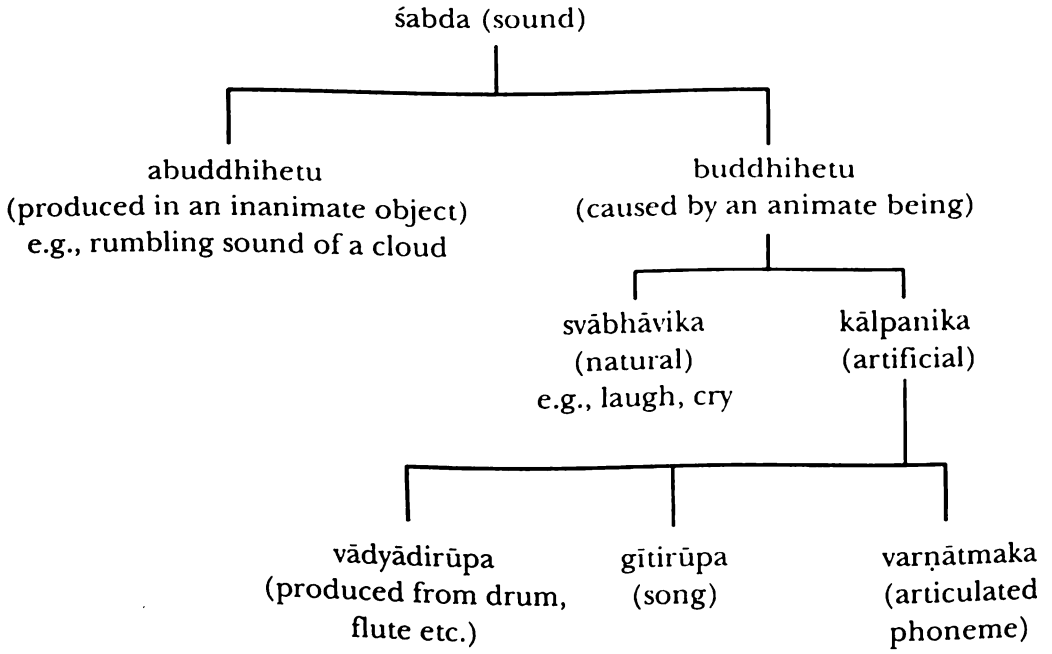 śabda (sound)
abuddhihetu
(produced in an inanimate object)
e.g., rumbling sound of a cloud
buddhihetu
(caused by an animate being)
svābhāvika
(natural)
e.g., laugh, cry
kālpanika
(artificial)
vādyādirūpa
(produced from drum,
flute etc.)
gītirūpa
(song)
varṇātmaka
(articulated
phoneme)